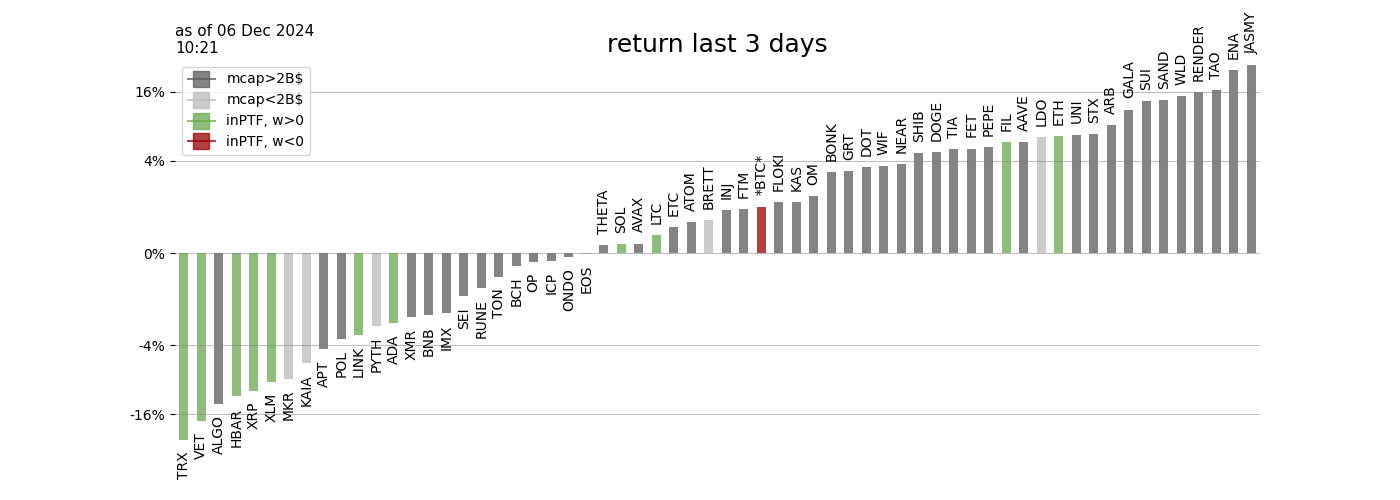 as of 06 Dec 2024
10:21
return last 3 days
mcap>2B$
mcap<2B$
inPTF, w>0
inPTF, w<0
16%
4%
0%
-4%
-16%
TRX
VET
ALGO
HBAR
XRP
XLM
MKR
KAIA
APT
POL
LINK
PYTH
ADA
XMR
BNB
IMX
SEI
RUNE
TON
BCH
OP
ICP
ONDO
EOS
THETA
SOL
AVAX
LTC
ETC
ATOM
BRETT
INJ
FTM
*BTC*
FLOKI
KAS
OM
BONK
GRT
DOT
WIF
NEAR
SHIB
DOGE
TIA
FET
PEPE
FIL
AAVE
LDO
ETH
UNI
STX
ARB
GALA
SUI
SAND
WLD
RENDER
TAO
ENA
JASMY